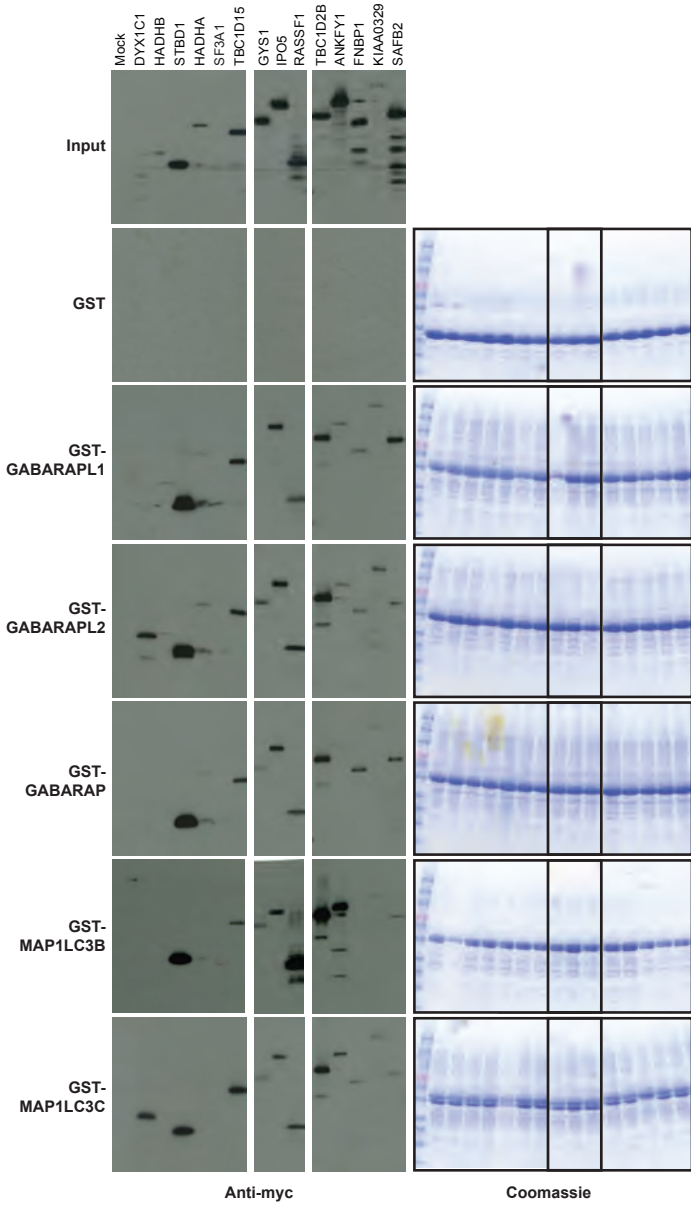 Mock
DYX1C1
HADHB
STBD1
HADHA
SF3A1
TBC1D15
GYS1
IPO5
RASSF1
TBC1D2B
ANKFY1
FNBP1
KIAA0329
SAFB2
Input
GST
GST-
GABARAPL1
GST-
GABARAPL2
GST-
GABARAP
GST-
MAP1LC3B
GST-
MAP1LC3C
Anti-myc
Coomassie